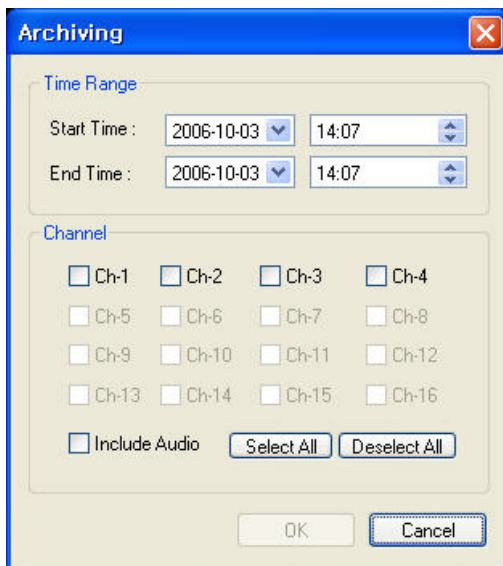 Archiving
Time Range
Start Time : 2006-10-03 14:07
End Time : 2006-10-03 14:07
Channel
Ch-1 Ch-2 Ch-3 Ch-4
Ch-5 Ch-6 Ch-7 Ch-8
Ch-9 Ch-10 Ch-11 Ch-12
Ch-13 Ch-14 Ch-15 Ch-16
Include Audio Select All Deselect All
OK Cancel